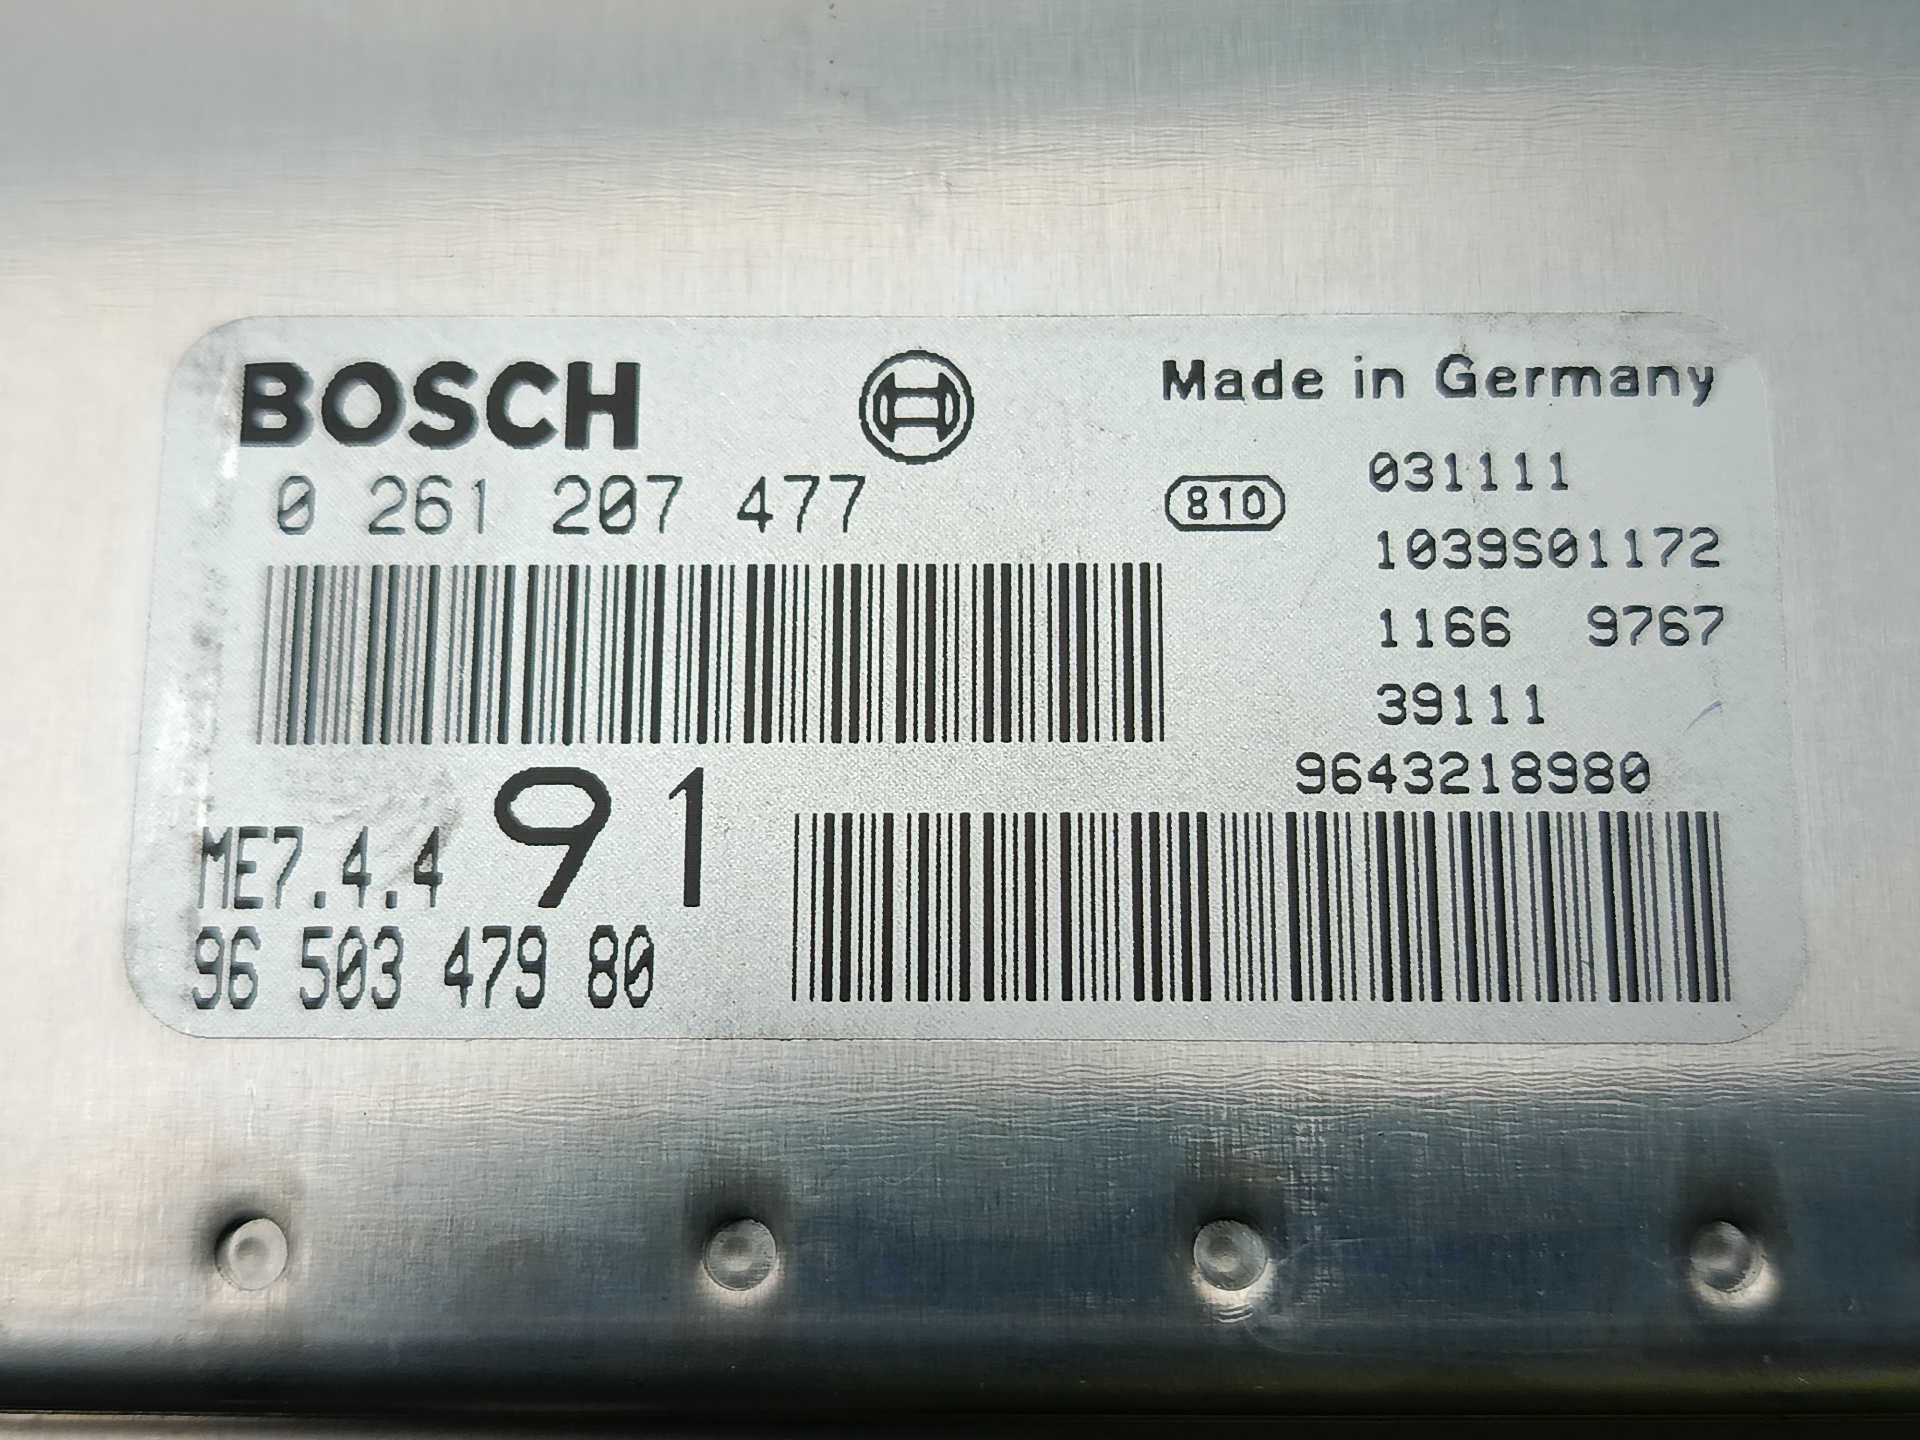 BOSCH
Made in Germany
0 261 207 477
810
031111
1039S01172
1166 9767
39111
9643218980
ME7.4.4 91
96 503 479 80